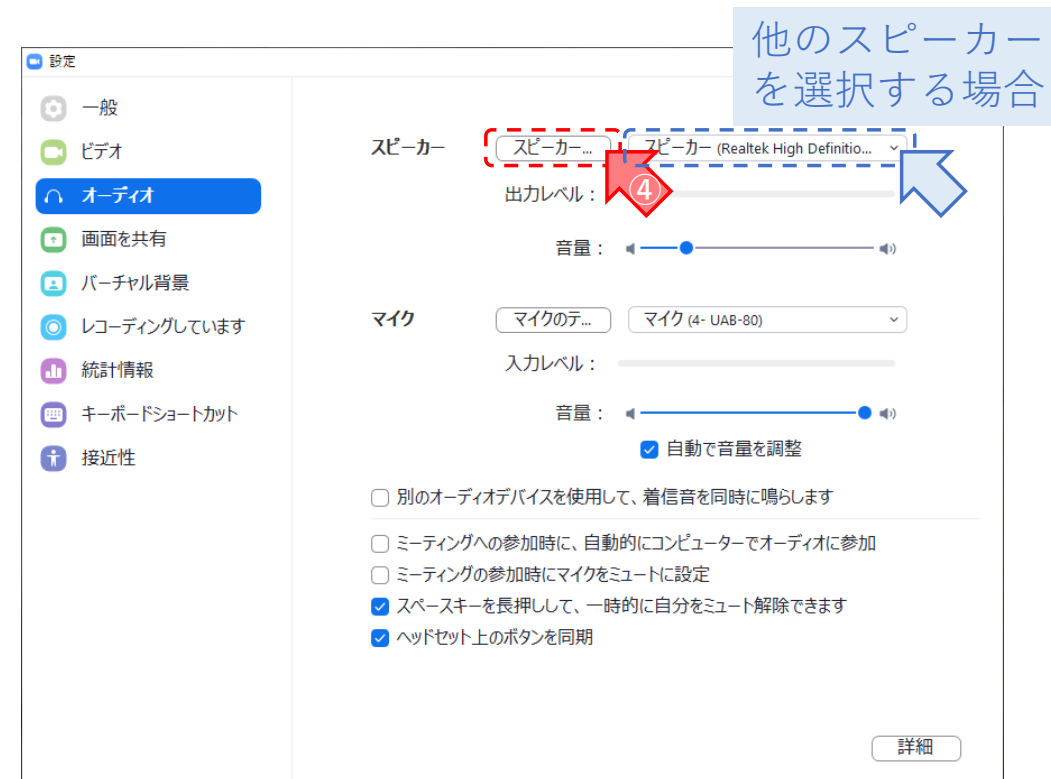 他のスピーカー
を選択する場合
設定
一般
ビデオ
オーディオ
画面を共有
バーチャル背景
レコーディングしています
統計情報
キーボードショートカット
接近性
スピーカー スピーカー... スピーカー (Realtek High Definitio...
④
出力レベル：
音量：
マイク マイクのテ... マイク (4- UAB-80)
入力レベル：
音量：
自動で音量を調整
別のオーディオデバイスを使用して、着信音を同時に鳴らします
ミーティングへの参加時に、自動的にコンピューターでオーディオに参加
ミーティングの参加時にマイクをミュートに設定
スペースキーを長押しして、一時的に自分をミュート解除できます
ヘッドセット上のボタンを同期
詳細